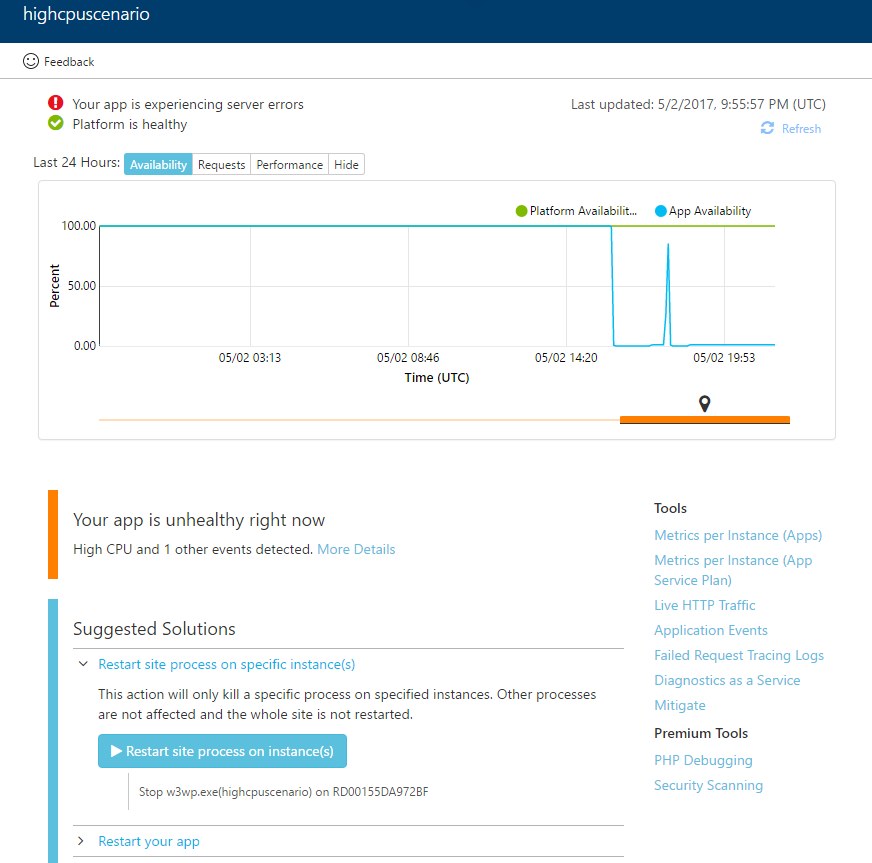 highcpuscenario
Feedback
Your app is experiencing server errors
Last updated: 5/2/2017, 9:55:57 PM (UTC)
Platform is healthy
Refresh
Last 24 Hours: Availability Requests Performance Hide
Platform Availabilit... App Availability
100.00
50.00
0.00
Percent
05/02 03:13 05/02 08:46 05/02 14:20 05/02 19:53
Time (UTC)
Your app is unhealthy right now
High CPU and 1 other events detected. More Details
Suggested Solutions
Restart site process on specific instance(s)
This action will only kill a specific process on specified instances. Other processes
are not affected and the whole site is not restarted.
Restart site process on instance(s)
Stop w3wp.exe(highcpuscenario) on RD00155DA972BF
Restart your app
Tools
Metrics per Instance (Apps)
Metrics per Instance (App
Service Plan)
Live HTTP Traffic
Application Events
Failed Request Tracing Logs
Diagnostics as a Service
Mitigate
Premium Tools
PHP Debugging
Security Scanning